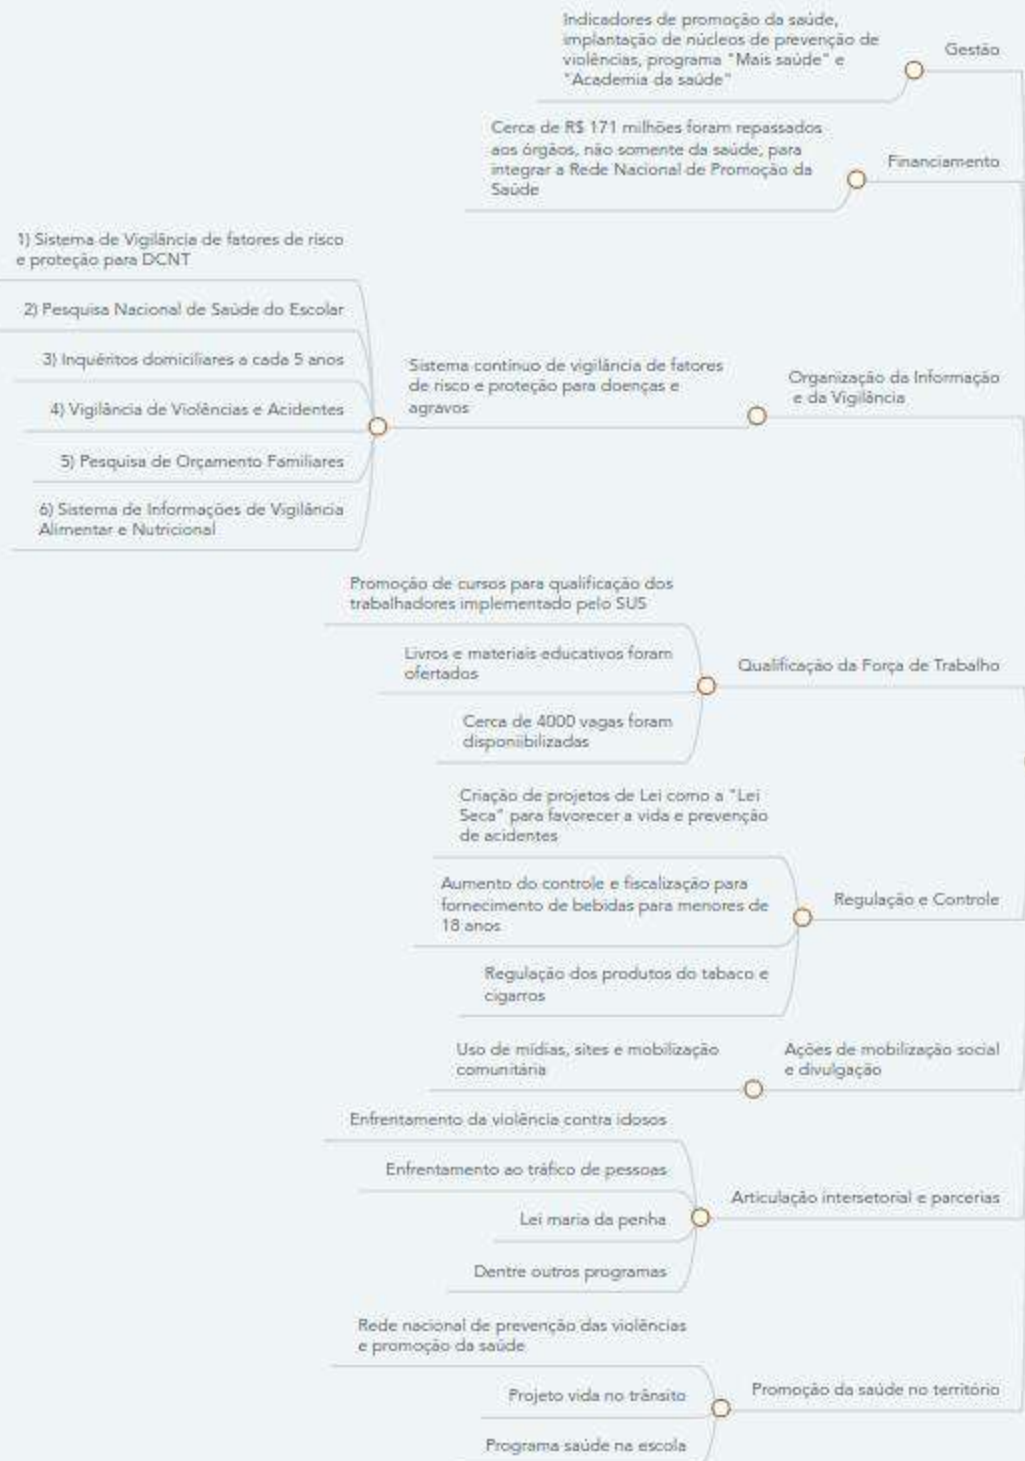 Indicadores de promoção da saúde,
implantação de núcleos de prevenção de
violências, programa "Mais saúde" e
"Academia da saúde"
Gestão
Cerca de R$ 171 milhões foram repassados
aos órgãos, não somente da saúde, para
integrar a Rede Nacional de Promoção da
Saúde
Financiamento
1) Sistema de Vigilância de fatores de risco
e proteção para DCNT
2) Pesquisa Nacional de Saúde do Escolar
3) Inquéritos domiciliares a cada 5 anos
4) Vigilância de Violências e Acidentes
5) Pesquisa de Orçamento Familiares
6) Sistema de Informações de Vigilância
Alimentar e Nutricional
Sistema contínuo de vigilância de fatores
de risco e proteção para doenças e
agravos
Organização da Informação
e da Vigilância
Promoção de cursos para qualificação dos
trabalhadores implementado pelo SUS
Livros e materiais educativos foram
ofertados
Cerca de 4000 vagas foram
disponiibilizadas
Qualificação da Força de Trabalho
Criação de projetos de Lei como a "Lei
Seca" para favorecer a vida e prevenção
de acidentes
Aumento do controle e fiscalização para
fornecimento de bebidas para menores de
18 anos
Regulação dos produtos do tabaco e
cigarros
Regulação e Controle
Uso de mídias, sites e mobilização
comunitária
Ações de mobilização social
e divulgação
Enfrentamento da violência contra idosos
Enfrentamento ao tráfico de pessoas
Lei maria da penha
Dentre outros programas
Articulação intersetorial e parcerias
Rede nacional de prevenção das violências
e promoção da saúde
Projeto vida no trânsito
Programa saúde na escola
Promoção da saúde no território